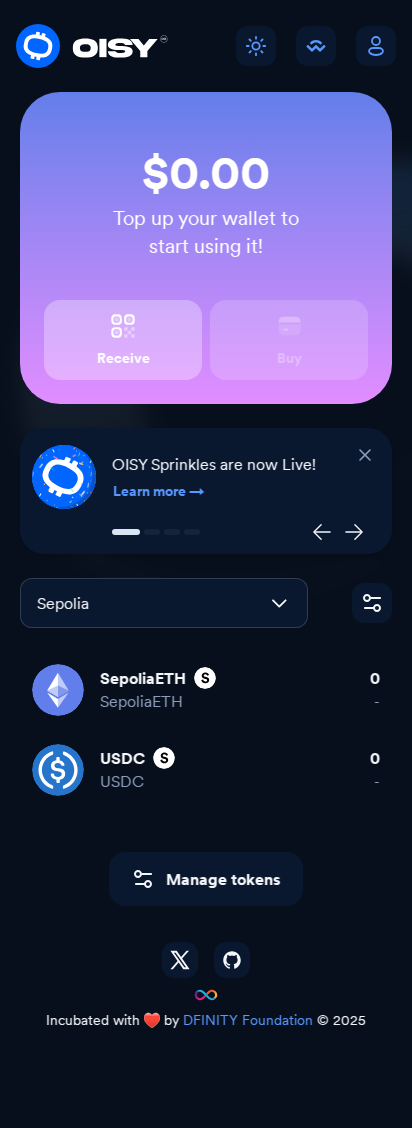 OISY
$0.00
Top up your wallet to
start using it!
Receive
Buy
OISY Sprinkles are now Live!
Learn more →
Sepolia
SepoliaETH S 0
SepoliaETH -
USDC S 0
USDC -
Manage tokens
Incubated with ❤️ by DFINITY Foundation © 2025